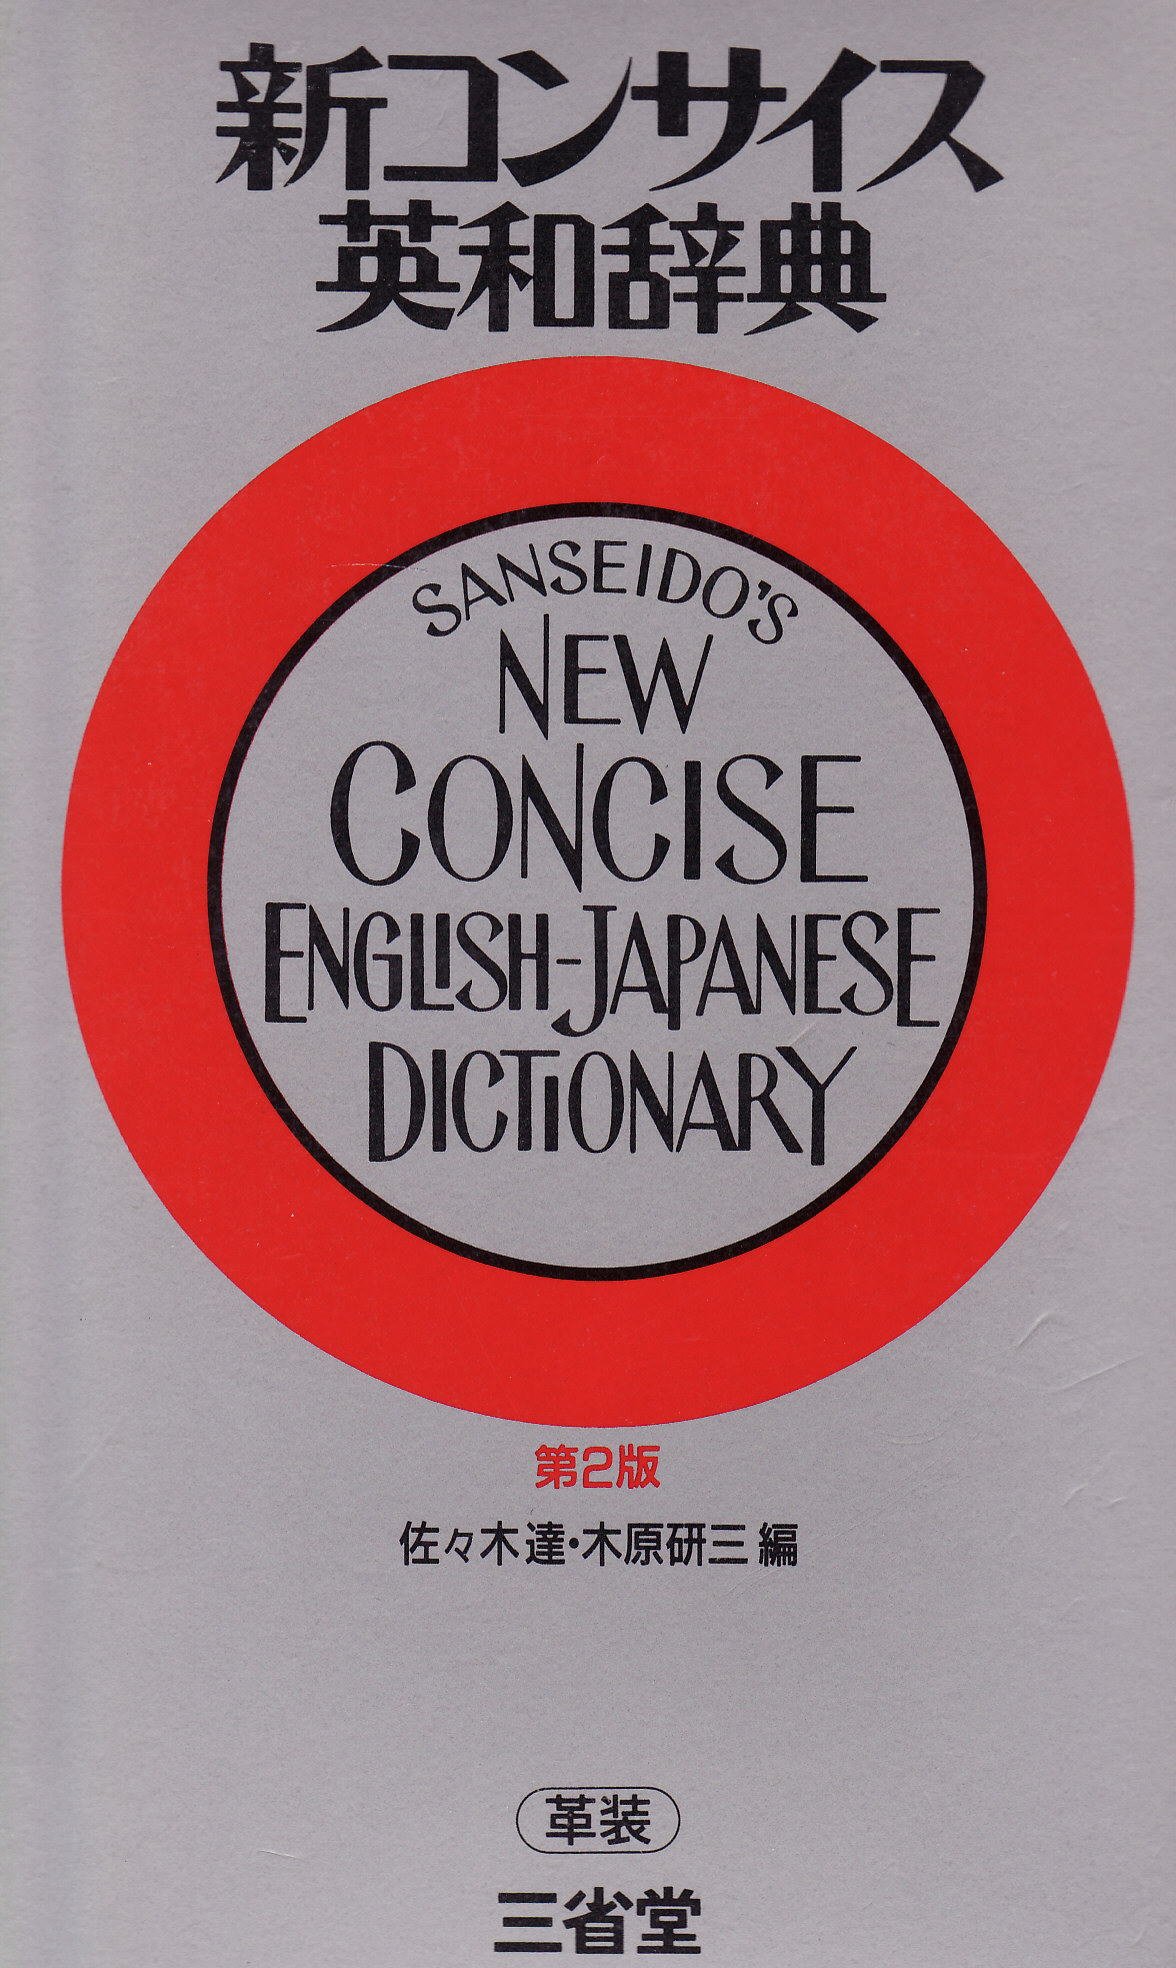 新コンサイス
英和辞典
SANSEIDO'S
NEW
CONCISE
ENGLISH-JAPANESE
DICTIONARY
第2版
佐々木 達・木原研三 編
革装
三省堂